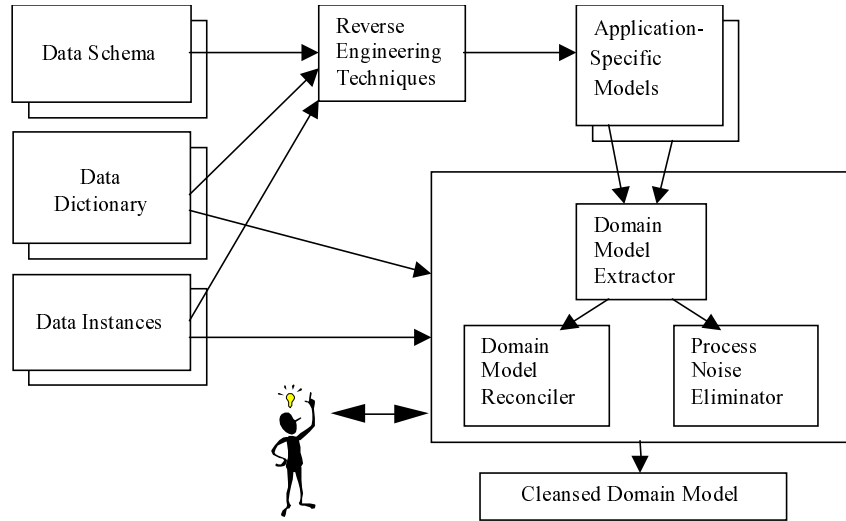 Data Schema
Reverse
Engineering
Techniques
Application-
Specific
Models
Data
Dictionary
Data Instances
Domain
Model
Extractor
Domain
Model
Reconciler
Process
Noise
Eliminator
Cleansed Domain Model